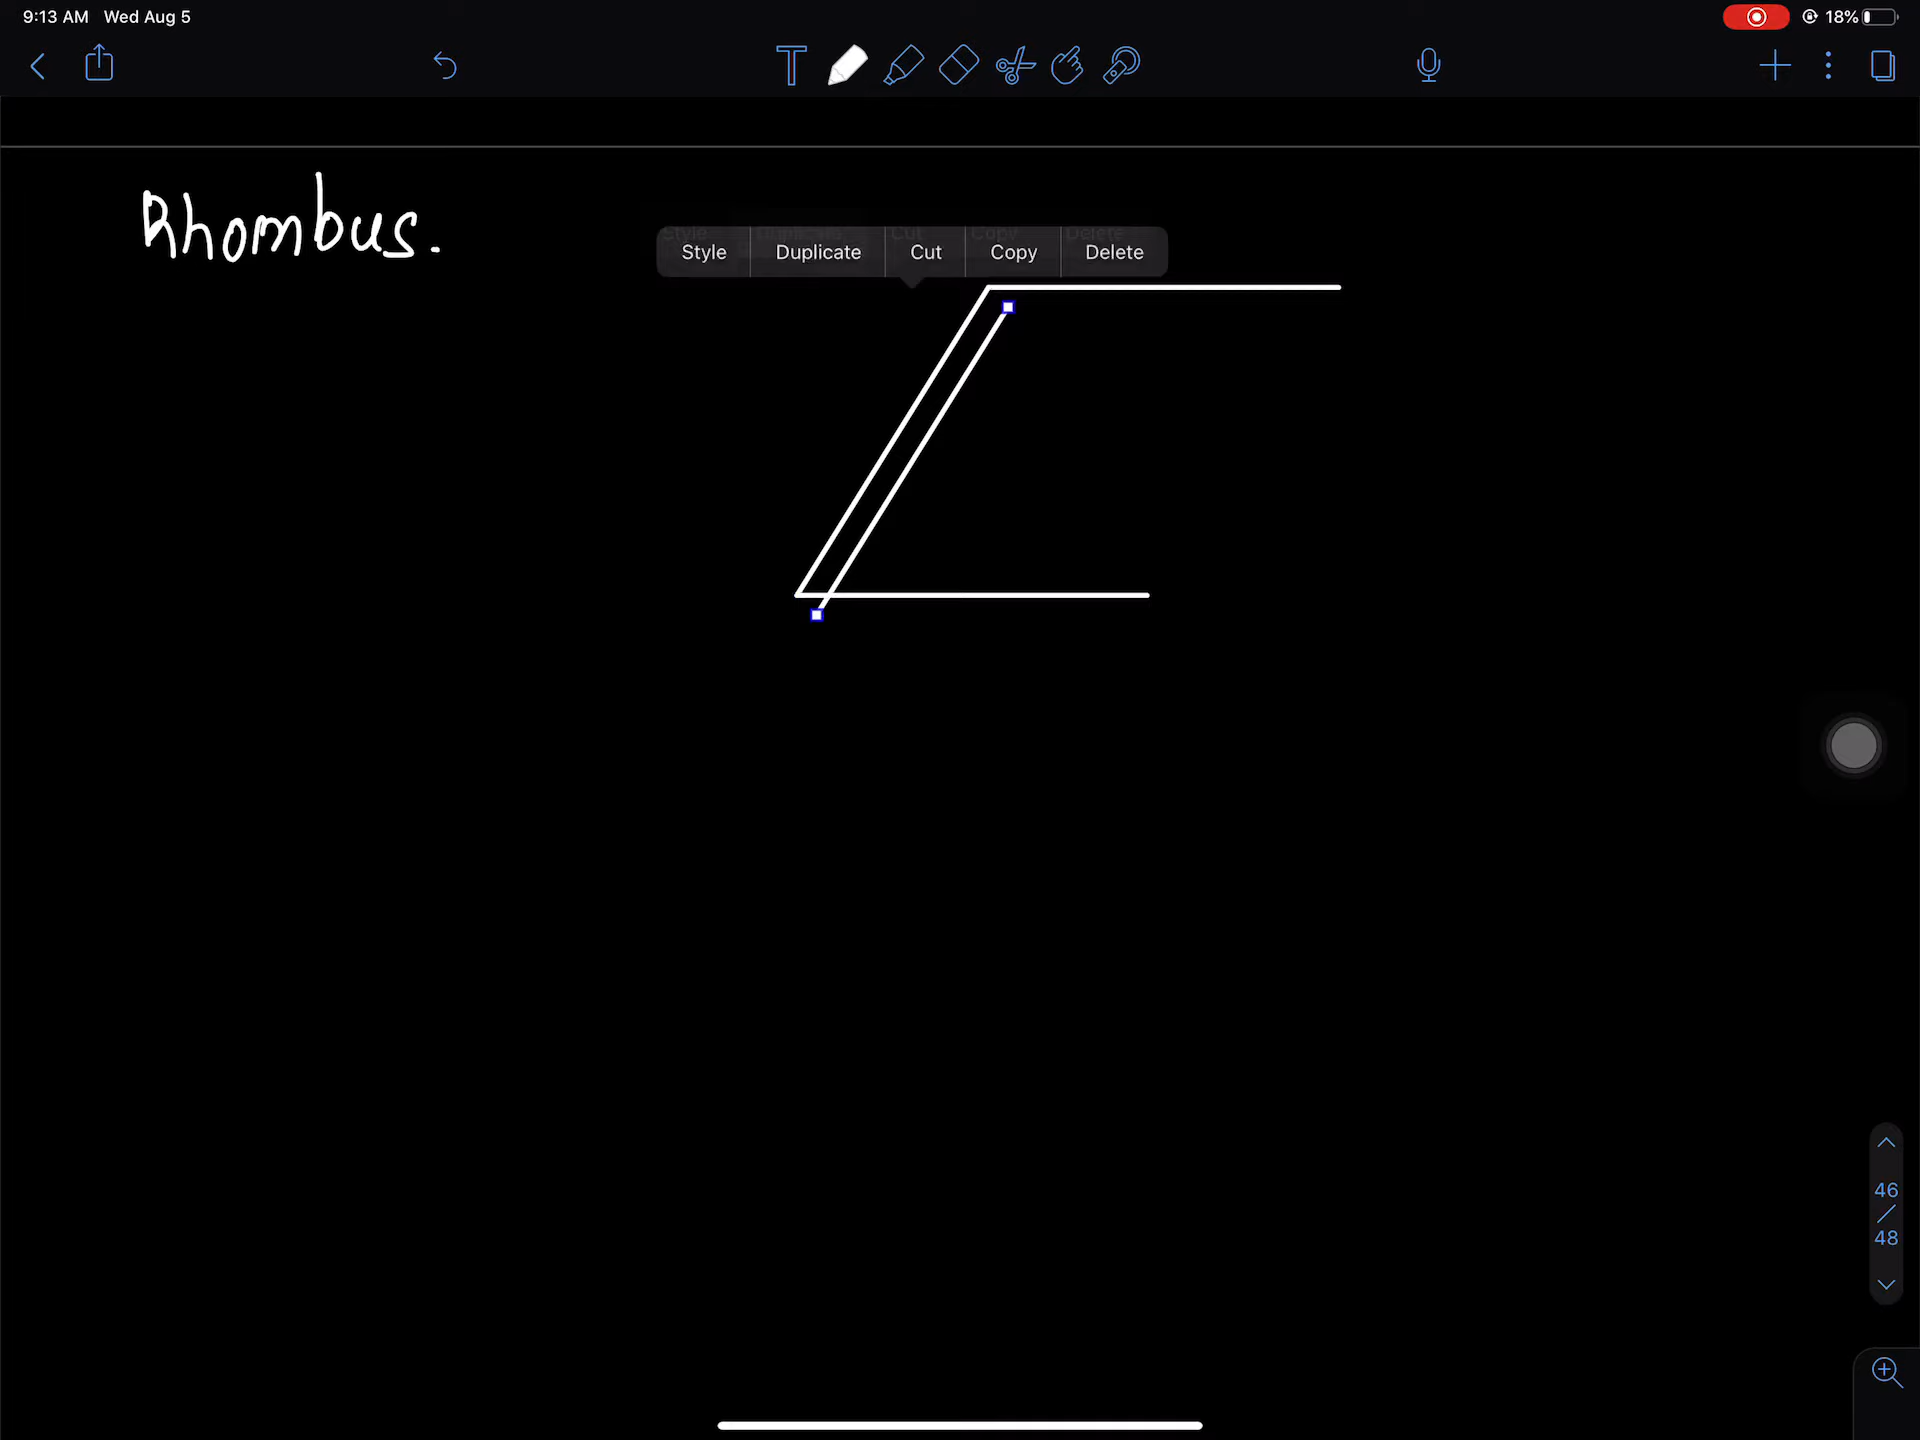 9:13 AM Wed Aug 5
18%
T
Rhombus.
Style Duplicate Cut Copy Delete
46
/
48